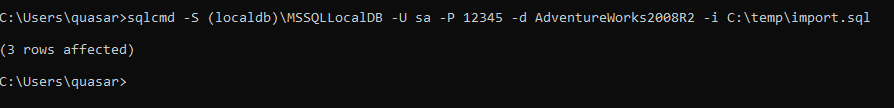 C:\Users\quasar>sqlcmd -S (localdb)\MSSQLLocalDB -U sa -P 12345 -d AdventureWorks2008R2 -i C:\temp\import.sql
(3 rows affected)
C:\Users\quasar>